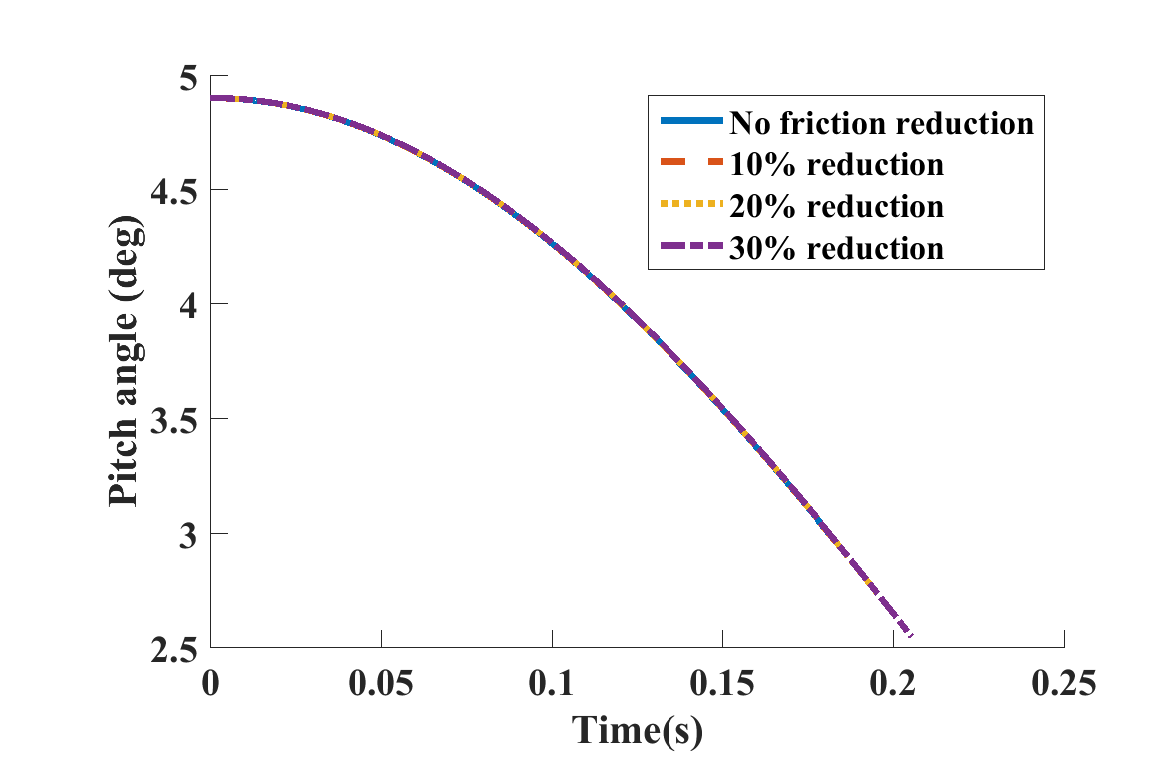 5
4.5
4
3.5
3
2.5
0
0.05
0.1
0.15
0.2
0.25
Pitch angle (deg)
Time(s)
No friction reduction
10% reduction
20% reduction
30% reduction